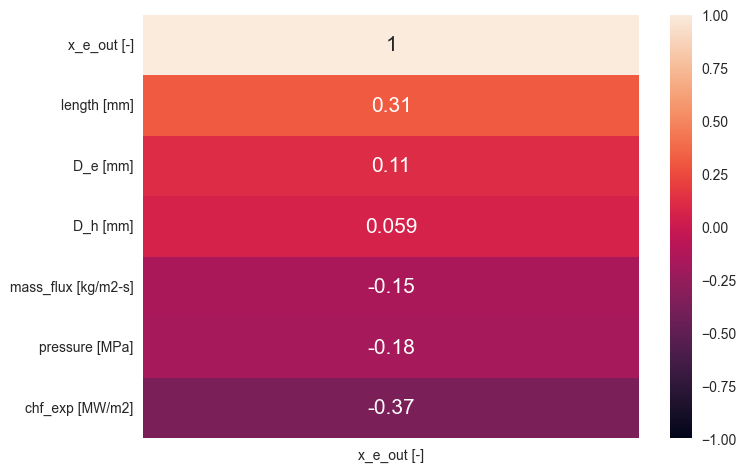 x_e_out [-] 1
length [mm] 0.31
D_e [mm] 0.11
D_h [mm] 0.059
mass_flux [kg/m2-s] -0.15
pressure [MPa] -0.18
chf_exp [MW/m2] -0.37
x_e_out [-]
1.00
0.75
0.50
0.25
0.00
-0.25
-0.50
-0.75
-1.00